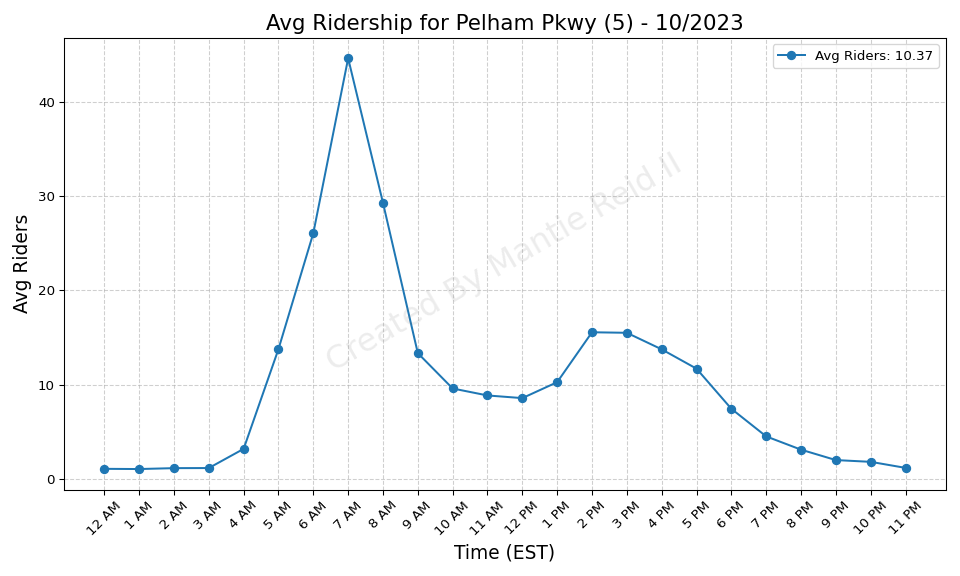 Avg Ridership for Pelham Pkwy (5) - 10/2023
Avg Riders: 10.37
Avg Riders
40
30
20
10
0
Created By Mantie Reid II
12 AM
1 AM
2 AM
3 AM
4 AM
5 AM
6 AM
7 AM
8 AM
9 AM
10 AM
11 AM
12 PM
1 PM
2 PM
3 PM
4 PM
5 PM
6 PM
7 PM
8 PM
9 PM
10 PM
11 PM
Time (EST)